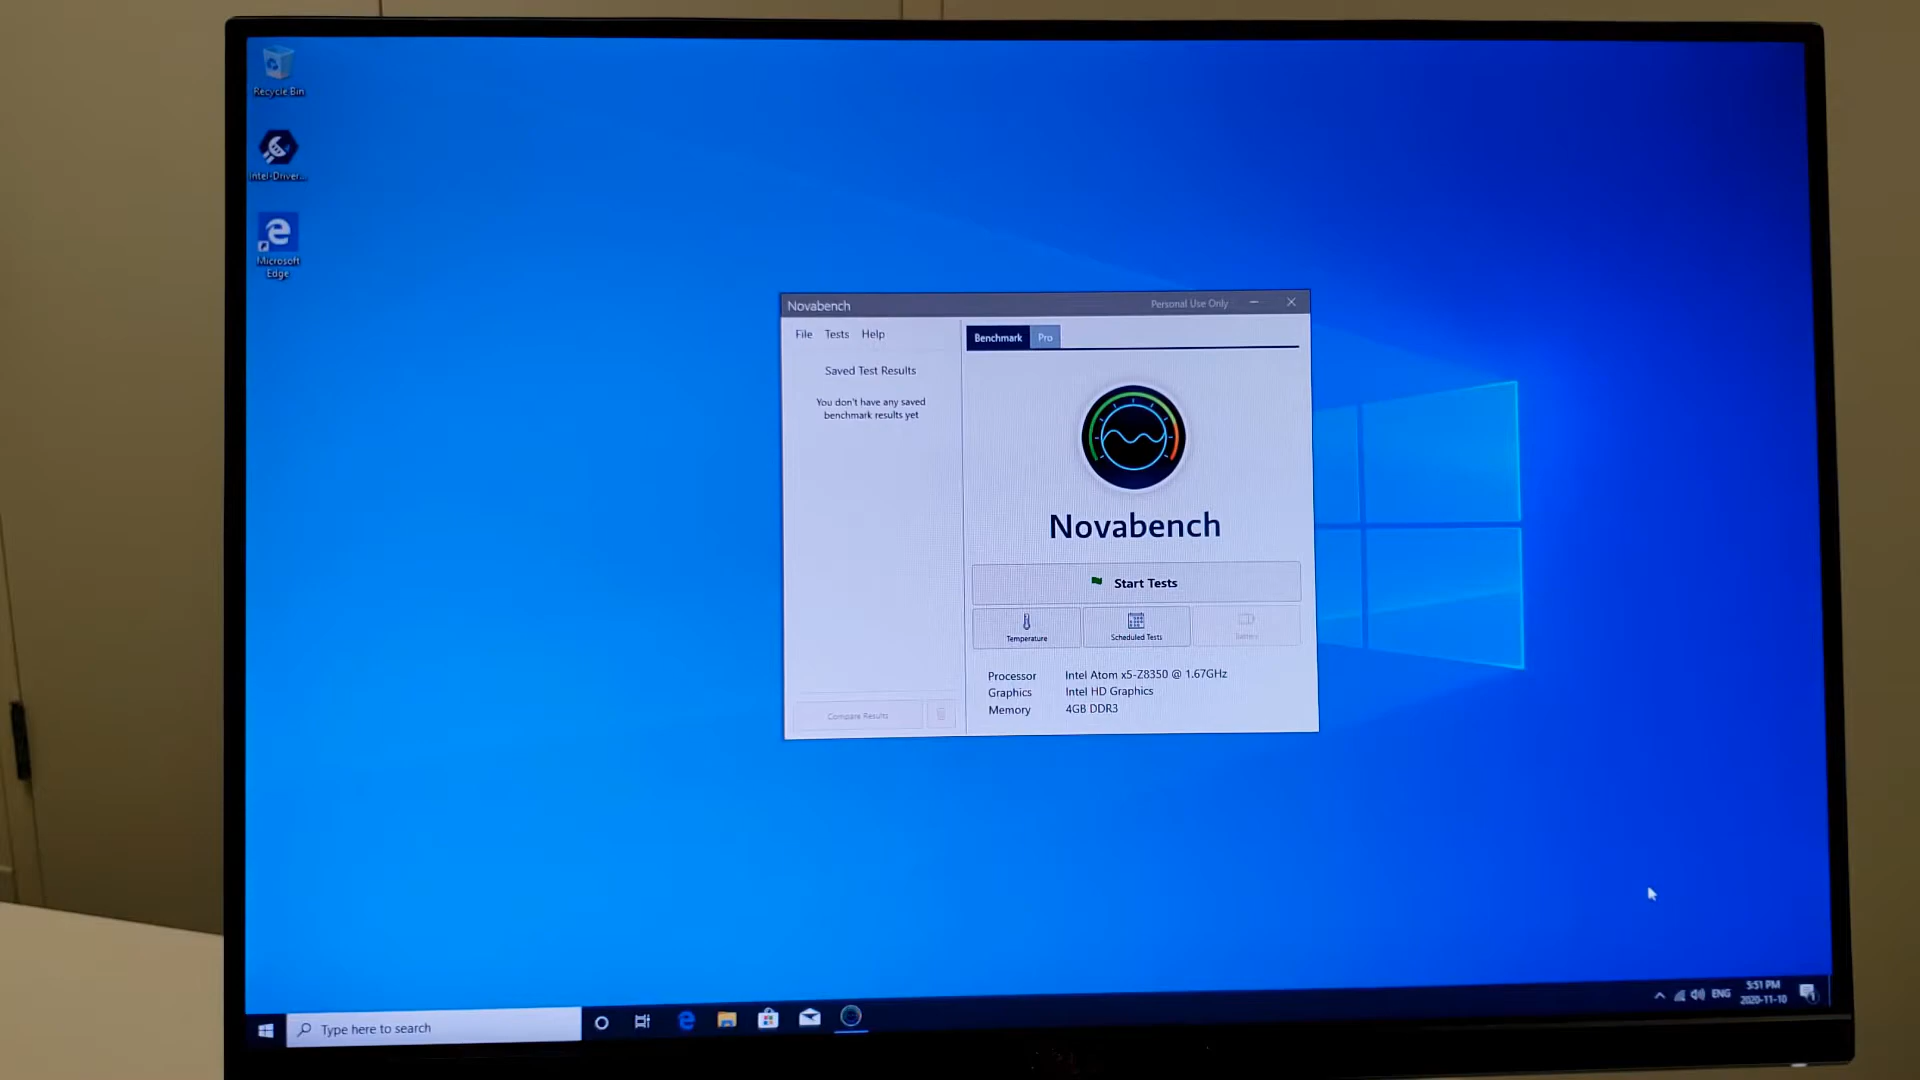 Recycle Bin
Intel-Driver...
Microsoft
Edge
Novabench
Personal Use Only
File Tests Help
Saved Test Results
You don't have any saved
benchmark results yet
Compare Results
Benchmark Pro
Novabench
Start Tests
Temperature
Scheduled Tests
Battery
Processor Intel Atom x5-Z8350 @ 1.67GHz
Graphics Intel HD Graphics
Memory 4GB DDR3
Type here to search
ENG
5:51 PM
2020-11-10
1